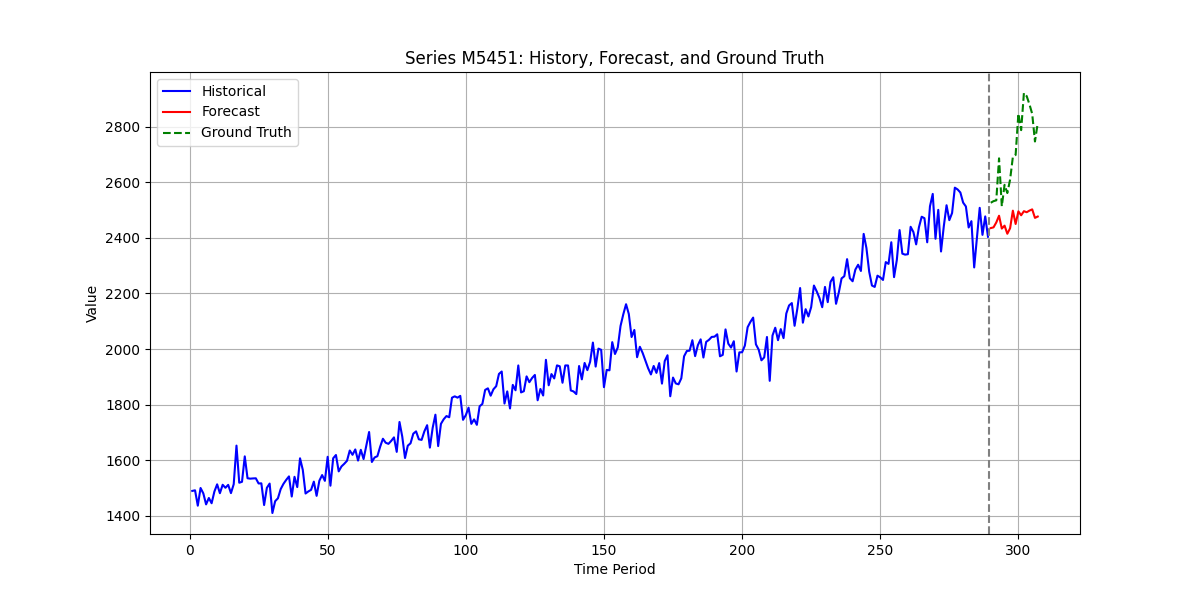 Series M5451: History, Forecast, and Ground Truth
Historical
Forecast
Ground Truth
Value
2800
2600
2400
2200
2000
1800
1600
1400
0 50 100 150 200 250 300
Time Period